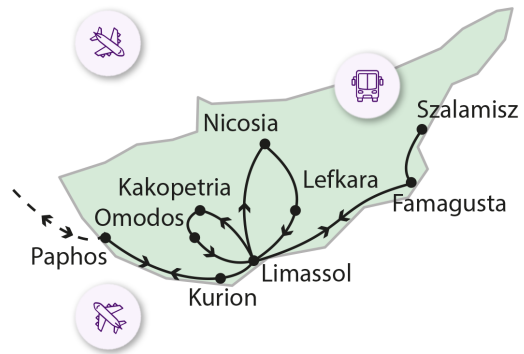 Szalamisz
Nicosia
Kakopetria
Lefkara
Omodos
Famagusta
Paphos
Limassol
Kurion